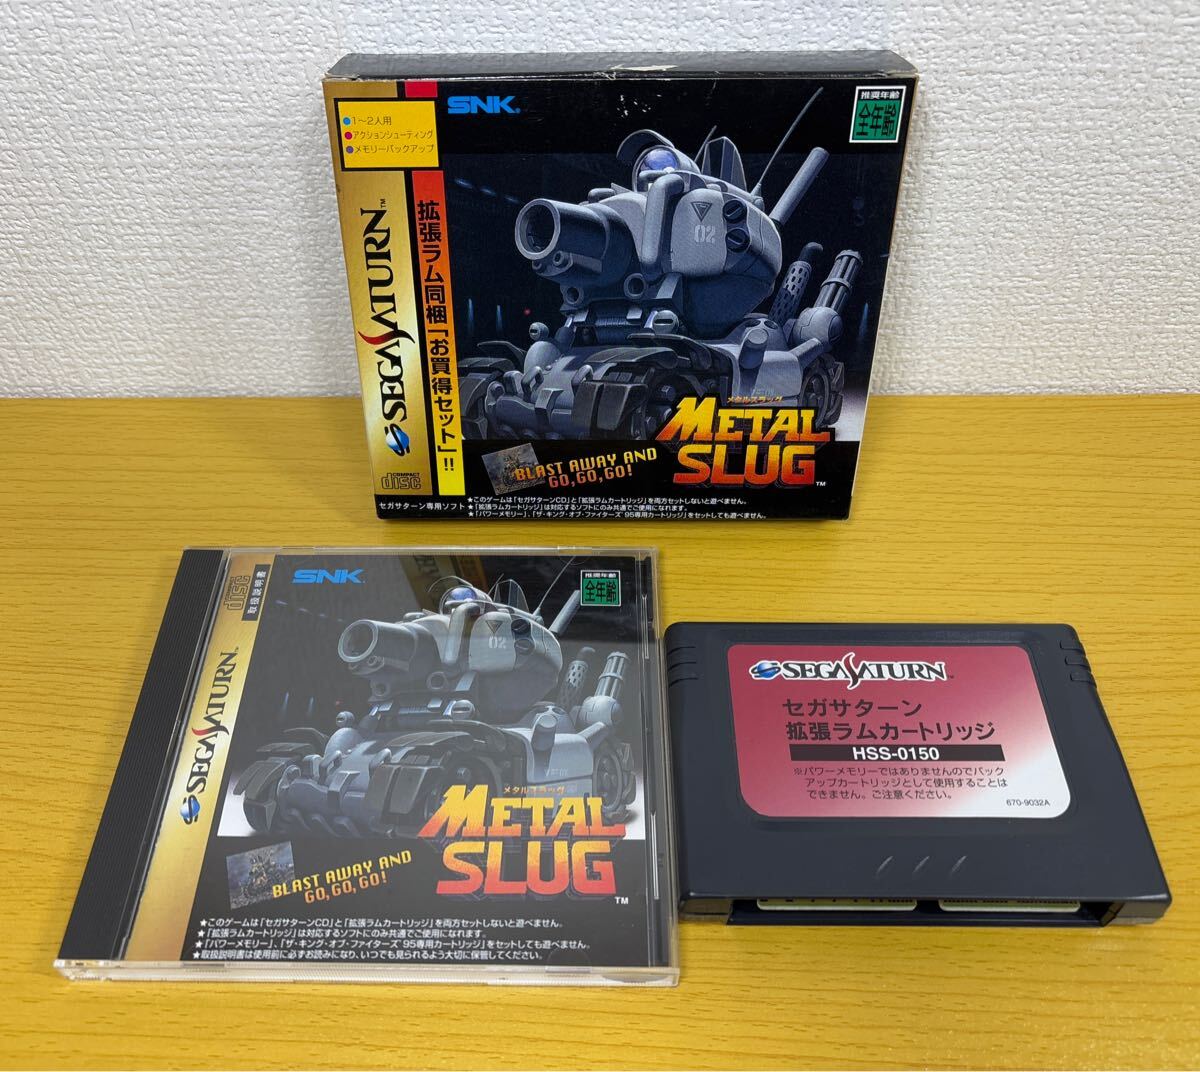 SNK
推奨年齢
全年齢
●1～2人用
●アクションシューティング
●メモリーバックアップ
SEGA SATURN TM
拡張ラム同梱「お買得セット」!!
02
メタルスラッグ
METAL
SLUG TM
BLAST AWAY AND
GO, GO, GO!
COMPACT
disc
セガサターン専用ソフト
★このゲームは「セガサターンCD」と「拡張ラムカートリッジ」を両方セットしないと遊べません。
★「拡張ラムカートリッジ」は対応するソフトにのみ共通でご使用になれます。
★「パワーメモリー」、「ザ・キング・オブ・ファイターズ'95専用カートリッジ」をセットしても遊べません。
disc
取扱説明書
SNK
推奨年齢
全年齢
SEGA SATURN TM
02
メタルスラッグ
METAL
SLUG TM
BLAST AWAY AND
GO, GO, GO!
★このゲームは「セガサターンCD」と「拡張ラムカートリッジ」を両方セットしないと遊べません。
★「拡張ラムカートリッジ」は対応するソフトにのみ共通でご使用になれます。
★「パワーメモリー」、「ザ・キング・オブ・ファイターズ'95専用カートリッジ」をセットしても遊べません。
★取扱説明書は使用前に必ずお読みになり、いつでも見られるよう大切に保管してください。
SEGA SATURN TM
セガサターン
拡張ラムカートリッジ
HSS-0150
※パワーメモリーではありませんのでバック
アップカートリッジとして使用することは
できません。ご注意ください。
670-9032A